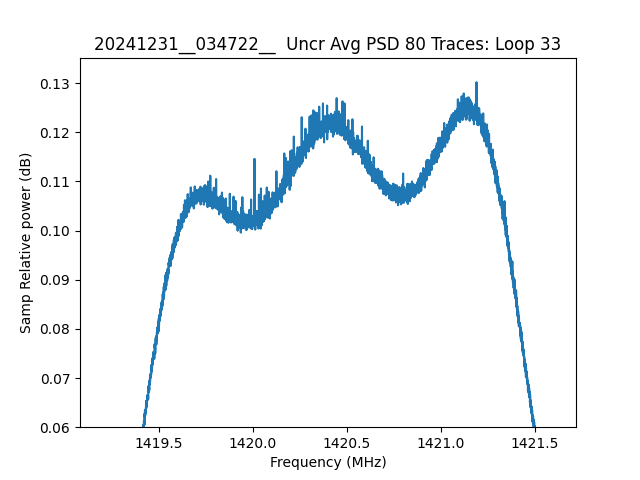 20241231__034722__  Uncr Avg PSD 80 Traces: Loop 33
Samp Relative power (dB)
0.13
0.12
0.11
0.10
0.09
0.08
0.07
0.06
1419.5 1420.0 1420.5 1421.0 1421.5
Frequency (MHz)